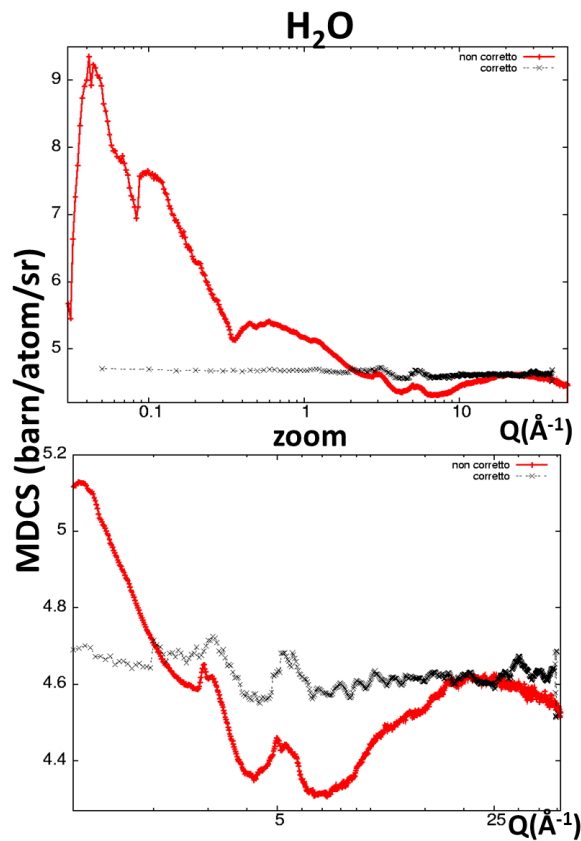 H₂O
non corretto
corretto
9
8
7
6
5
0.1
1
10
Q(Å⁻¹)
MDCS (barn/atom/sr)
zoom
non corretto
corretto
5.2
5
4.8
4.6
4.4
5
25
Q(Å⁻¹)